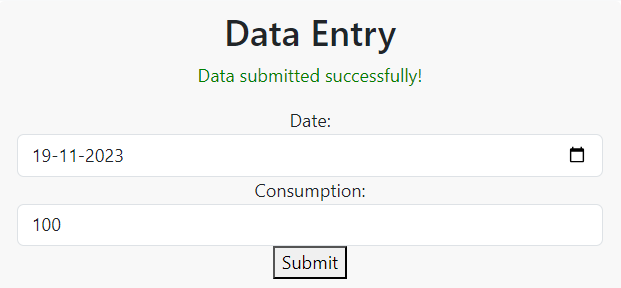 Data Entry
Data submitted successfully!
Date:
19-11-2023
Consumption:
100
Submit